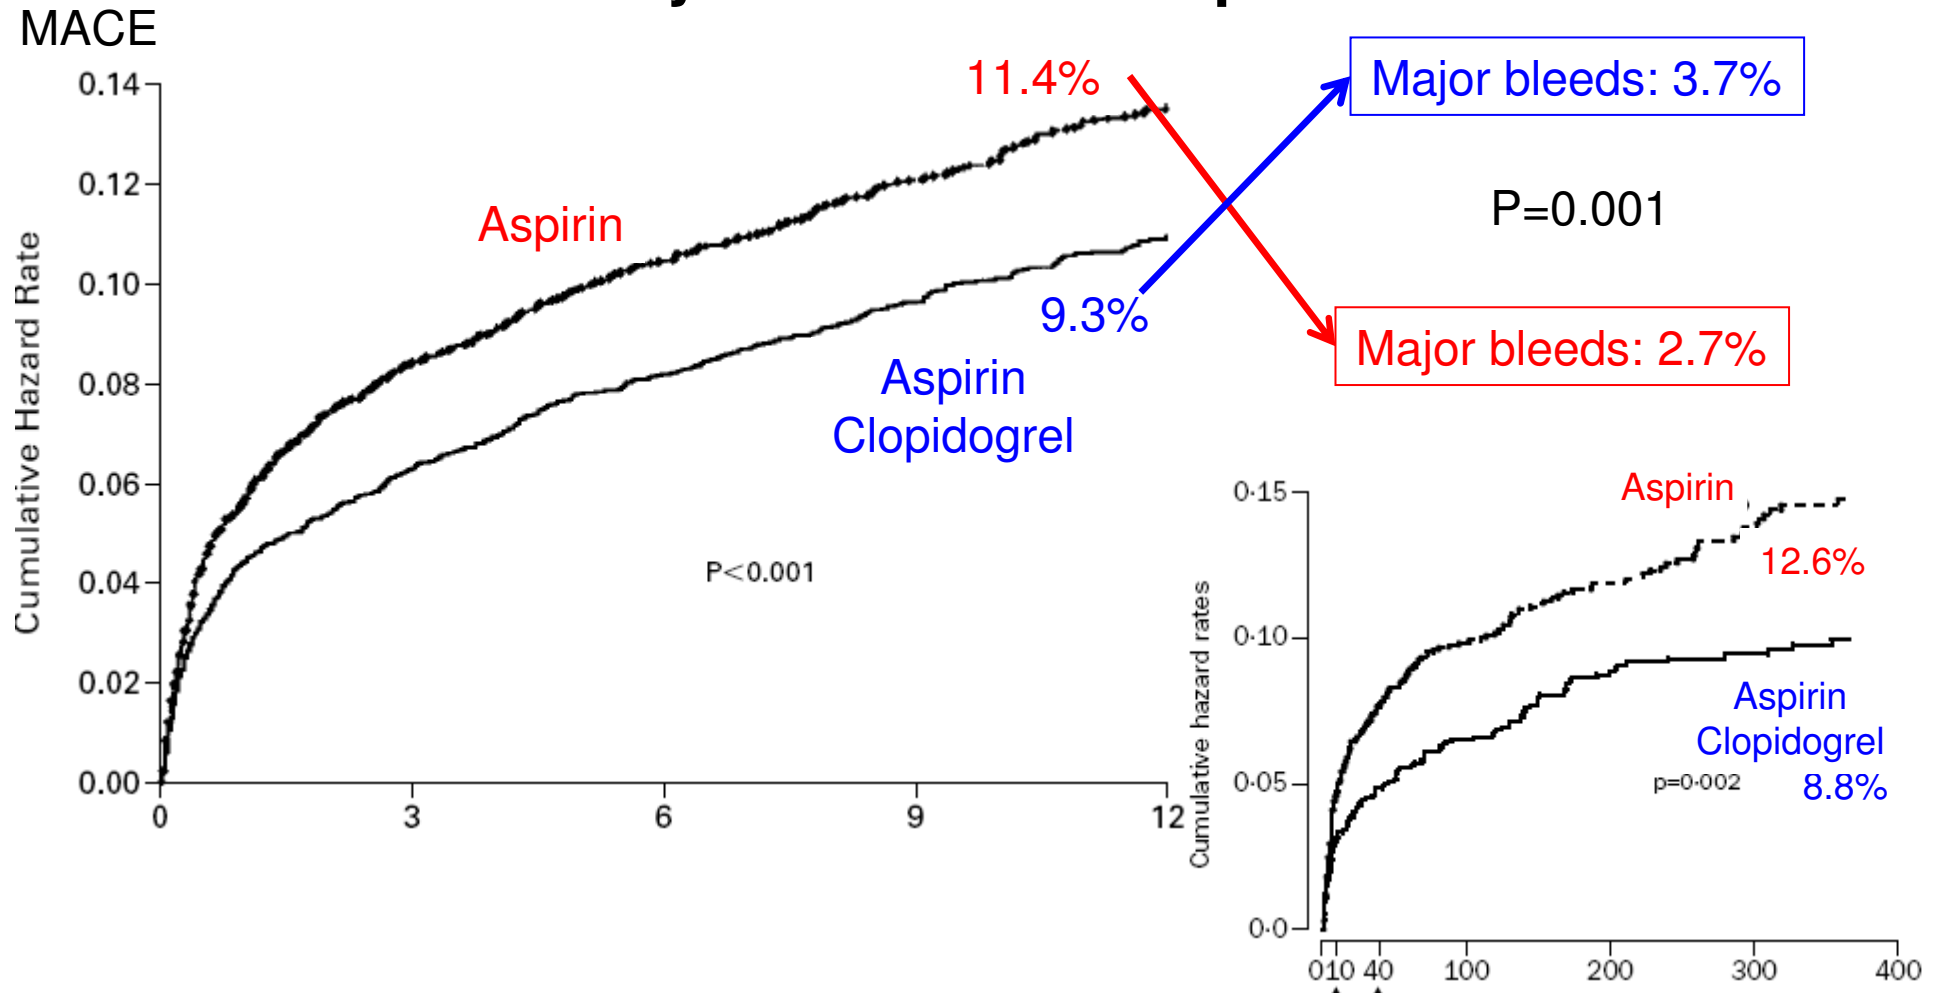 MACE
11.4%
Major bleeds: 3.7%
0.14
0.12
Aspirin
P=0.001
0.10
9.3%
Major bleeds: 2.7%
Cumulative Hazard Rate
0.08
Aspirin
Clopidogrel
0.06
P<0.001
0.04
0.02
0.00
0
3
6
9
12
Cumulative hazard rates
0·15
Aspirin
12.6%
0·10
Aspirin
Clopidogrel
0·05
p=0·002
8.8%
0·0
0 10 40 100 200 300 400